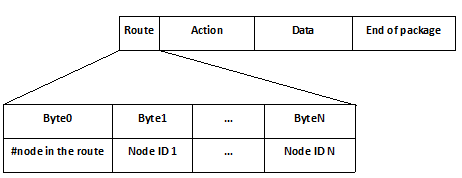 Route Action Data End of package
Byte0 Byte1 ... ByteN
#node in the route Node ID 1 ... Node ID N